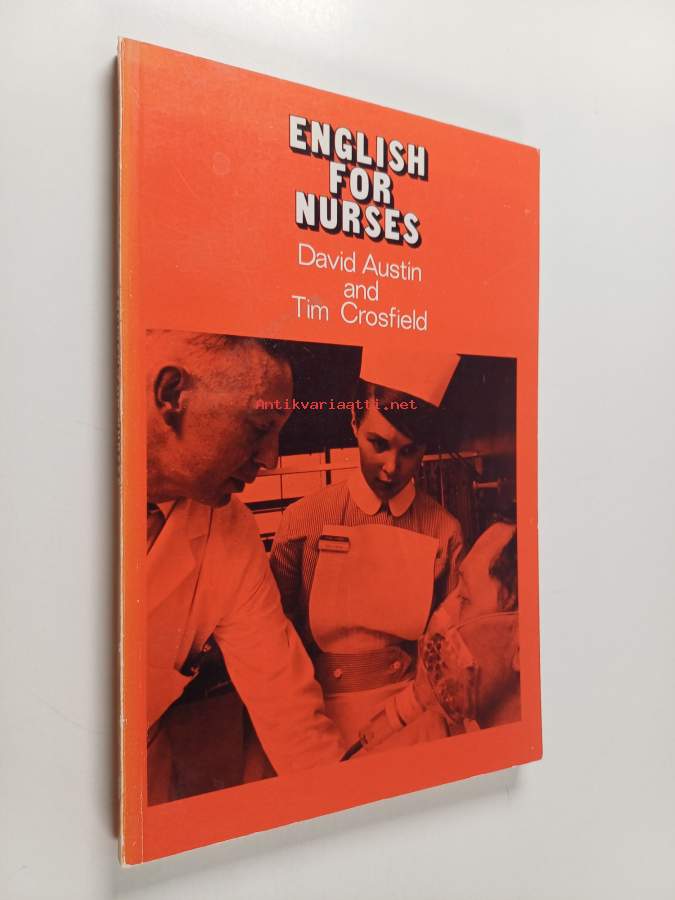 ENGLISH
FOR
NURSES
David Austin
and
Tim Crosfield
Antikvariaatti.net